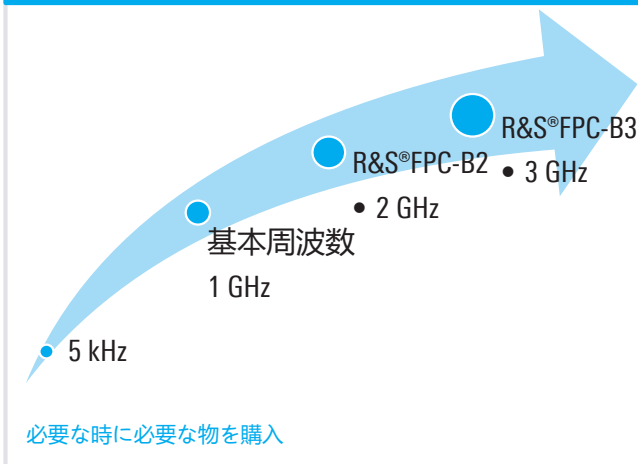 R&S®FPC-B3
• 3 GHz
R&S®FPC-B2
• 2 GHz
基本周波数
1 GHz
5 kHz
必要な時に必要な物を購入